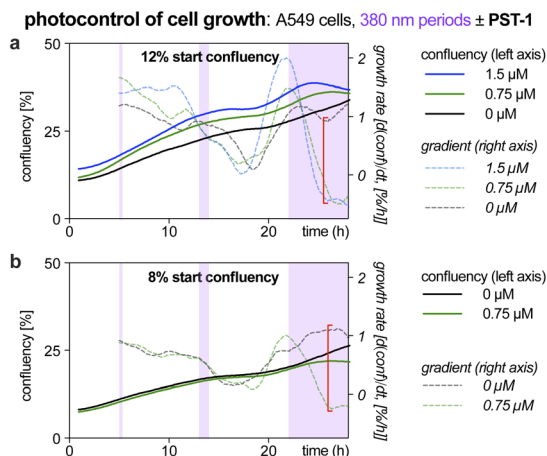 photocontrol of cell growth: A549 cells, 380 nm periods ± PST-1
a
12% start confluency
confluency [%]
50
25
0
0
10
20
time (h)
2
1
0
growth rate [d(conf)/dt, [%/h]]
confluency (left axis)
1.5 µM
0.75 µM
0 µM
gradient (right axis)
1.5 µM
0.75 µM
0 µM
b
8% start confluency
confluency [%]
50
25
0
0
10
20
time (h)
2
1
0
growth rate [d(conf)/dt, [%/h]]
confluency (left axis)
0 µM
0.75 µM
gradient (right axis)
0 µM
0.75 µM